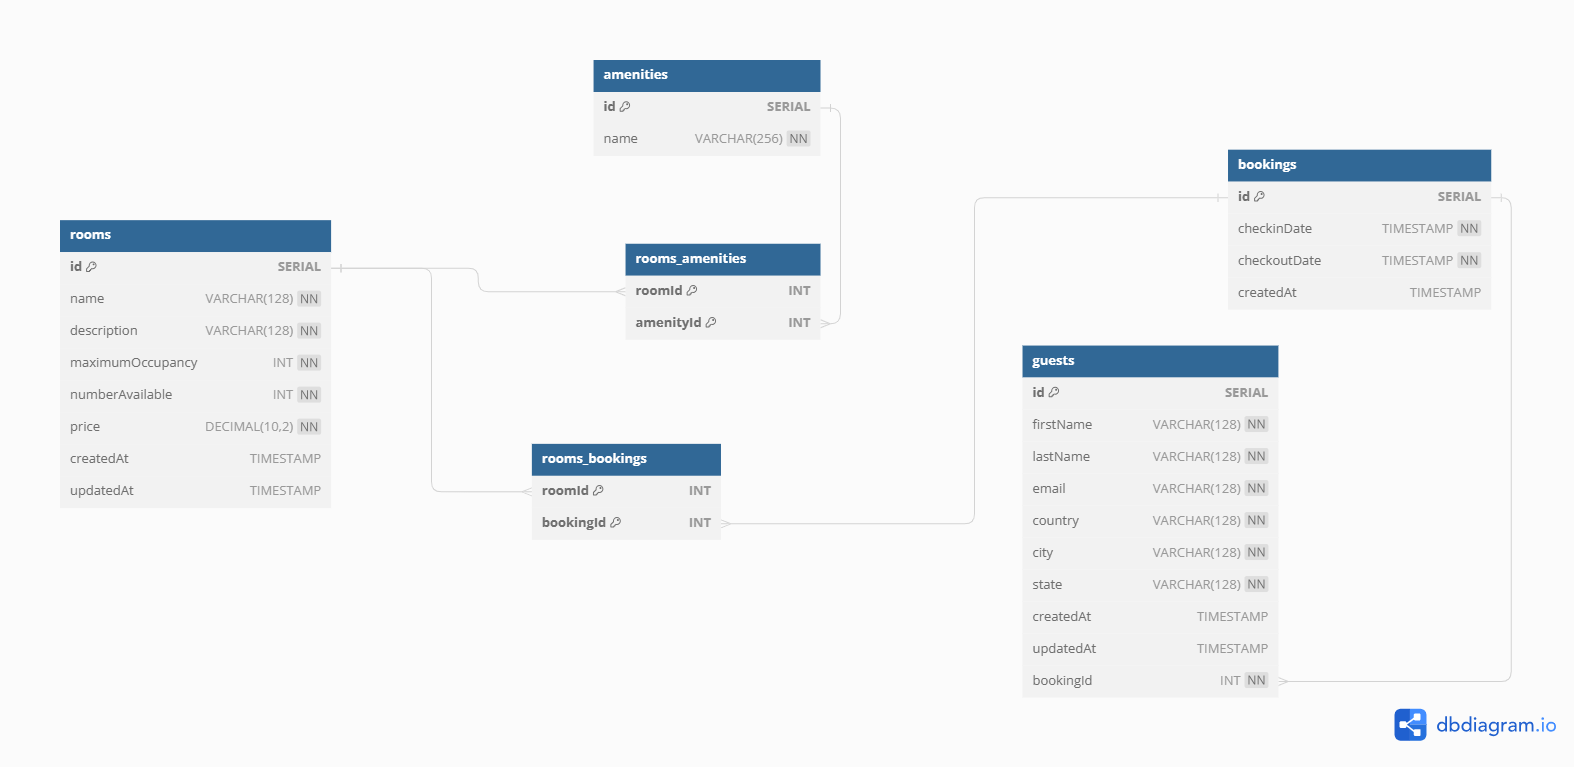 amenities
id SERIAL
name VARCHAR(256) NN
rooms
id SERIAL
name VARCHAR(128) NN
description VARCHAR(128) NN
maximumOccupancy INT NN
numberAvailable INT NN
price DECIMAL(10,2) NN
createdAt TIMESTAMP
updatedAt TIMESTAMP
rooms_amenities
roomId INT
amenityId INT
rooms_bookings
roomId INT
bookingId INT
bookings
id SERIAL
checkinDate TIMESTAMP NN
checkoutDate TIMESTAMP NN
createdAt TIMESTAMP
guests
id SERIAL
firstName VARCHAR(128) NN
lastName VARCHAR(128) NN
email VARCHAR(128) NN
country VARCHAR(128) NN
city VARCHAR(128) NN
state VARCHAR(128) NN
createdAt TIMESTAMP
updatedAt TIMESTAMP
bookingId INT NN
dbdiagram.io